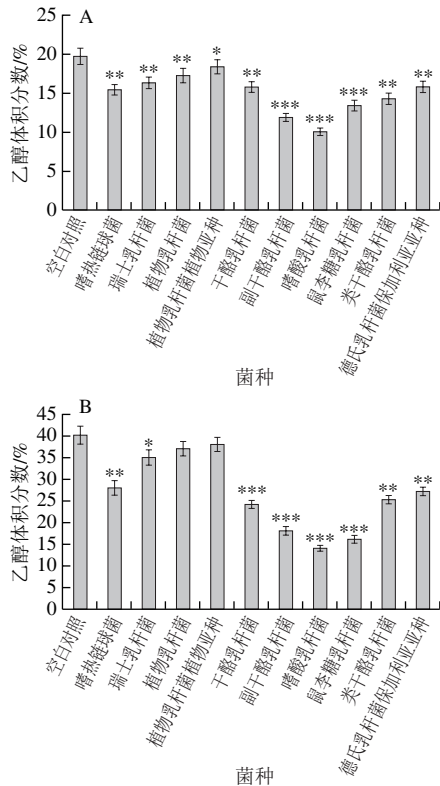 A
25
20
15
10
5
0
乙醇体积分数/%
** ** ** * ** *** *** ** ** **
空白对照
嗜热链球菌
瑞士乳杆菌
植物乳杆菌
植物乳杆菌植物亚种
干酪乳杆菌
副干酪乳杆菌
嗜酸乳杆菌
鼠李糖乳杆菌
类干酪乳杆菌
德氏乳杆菌保加利亚亚种
菌种
B
45
40
35
30
25
20
15
10
5
0
乙醇体积分数/%
** * *** *** *** *** ** **
空白对照
嗜热链球菌
瑞士乳杆菌
植物乳杆菌
植物乳杆菌植物亚种
干酪乳杆菌
副干酪乳杆菌
嗜酸乳杆菌
鼠李糖乳杆菌
类干酪乳杆菌
德氏乳杆菌保加利亚亚种
菌种